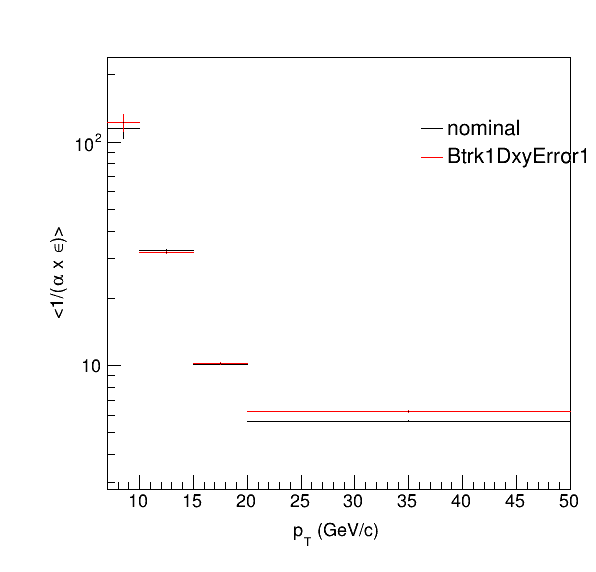 nominal
Btrk1DxyError1
10²
10
<1/(α x ϵ)>
10 15 20 25 30 35 40 45 50
p_T (GeV/c)